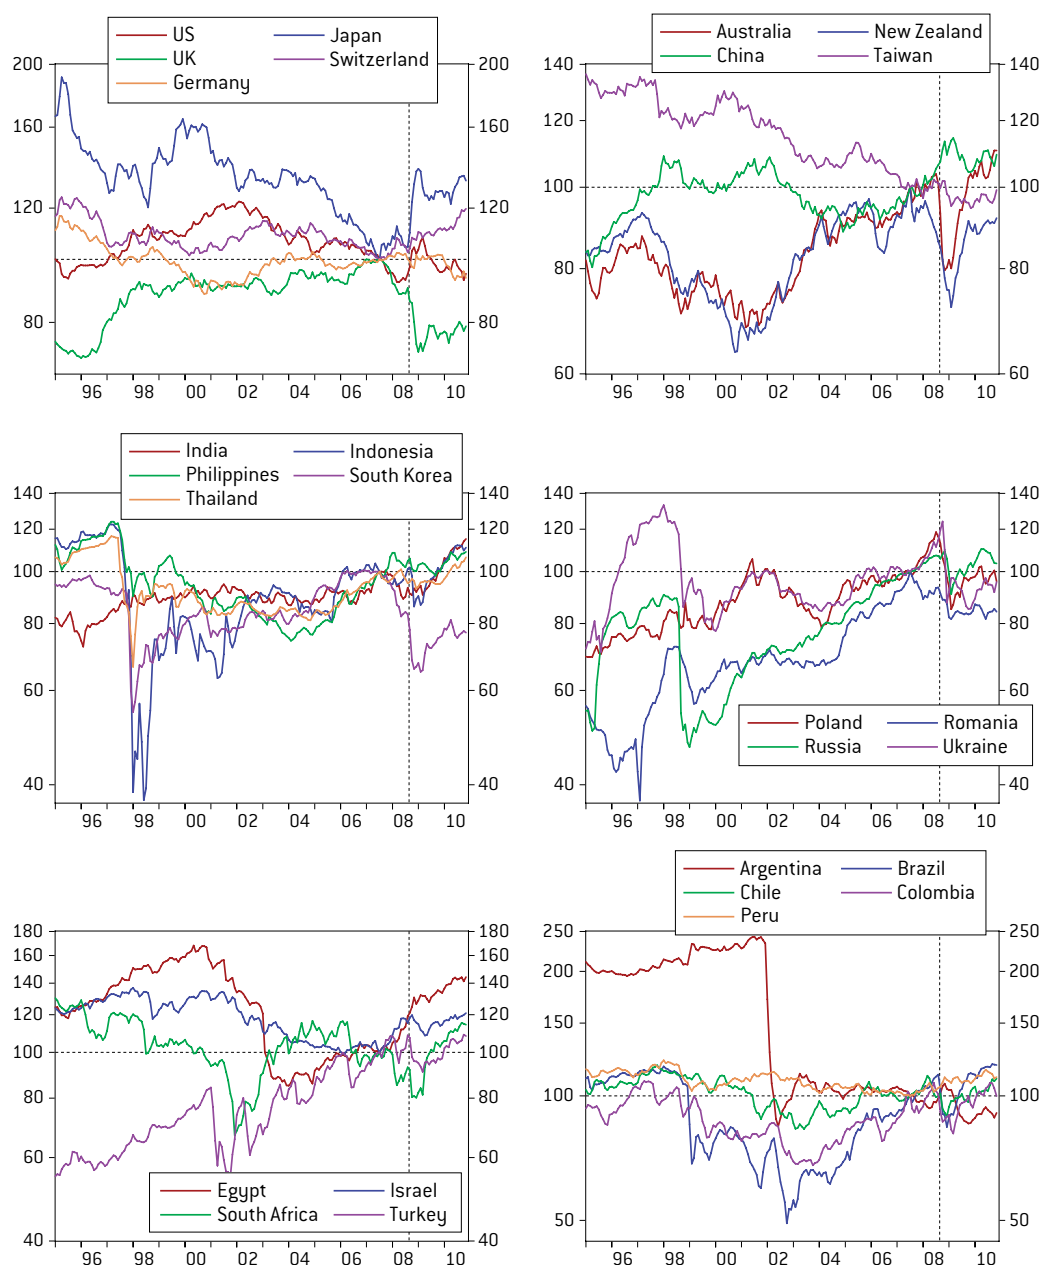 US Japan
UK Switzerland
Germany
200 200
160 160
120 120
80 80
96 98 00 02 04 06 08 10
Australia New Zealand
China Taiwan
140 140
120 120
100 100
80 80
60 60
96 98 00 02 04 06 08 10
India Indonesia
Philippines South Korea
Thailand
140 140
120 120
100 100
80 80
60 60
40 40
96 98 00 02 04 06 08 10
140 140
120 120
100 100
80 80
60 60
Poland Romania
Russia Ukraine
40 40
96 98 00 02 04 06 08 10
180 180
160 160
140 140
120 120
100 100
80 80
60 60
Egypt Israel
South Africa Turkey
40 40
96 98 00 02 04 06 08 10
Argentina Brazil
Chile Colombia
Peru
250 250
200 200
150 150
100 100
50 50
96 98 00 02 04 06 08 10